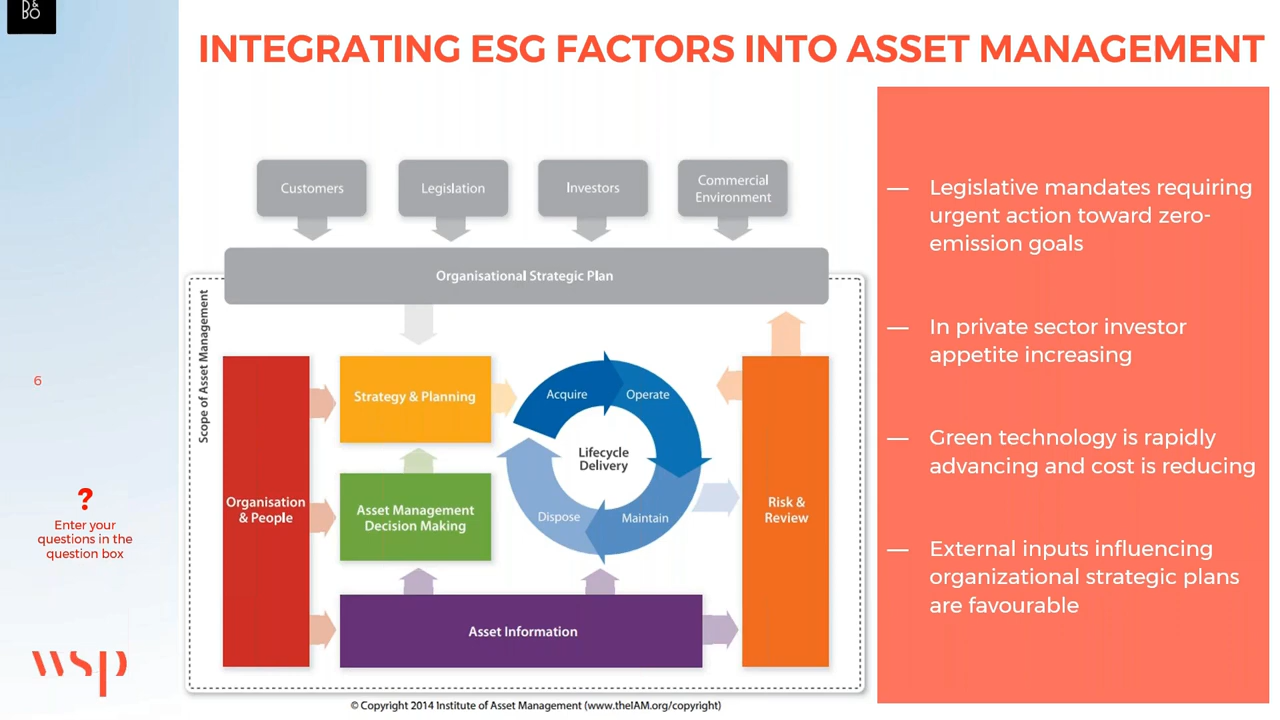 B&
BO
INTEGRATING ESG FACTORS INTO ASSET MANAGEMENT
Customers
Legislation
Investors
Commercial
Environment
Organisational Strategic Plan
Scope of Asset Management
Organisation
& People
Strategy & Planning
Asset Management
Decision Making
Asset Information
Acquire
Operate
Lifecycle
Delivery
Dispose
Maintain
Risk &
Review
© Copyright 2014 Institute of Asset Management (www.theIAM.org/copyright)
— Legislative mandates requiring
urgent action toward zero-
emission goals
— In private sector investor
appetite increasing
— Green technology is rapidly
advancing and cost is reducing
— External inputs influencing
organizational strategic plans
are favourable
6
?
Enter your
questions in the
question box
wsp